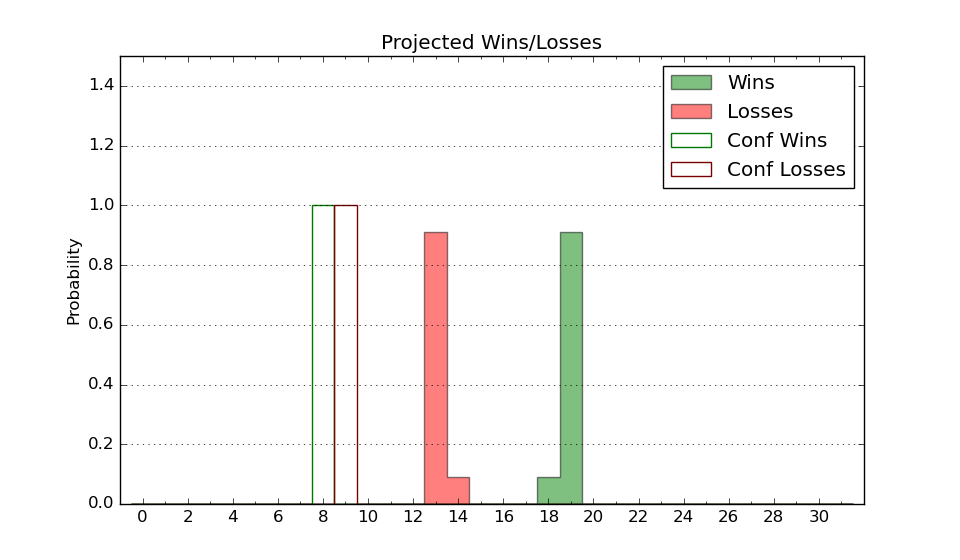 Projected Wins/Losses
Wins
Losses
Conf Wins
Conf Losses
Probability
1.4
1.2
1.0
0.8
0.6
0.4
0.2
0.0
0 2 4 6 8 10 12 14 16 18 20 22 24 26 28 30